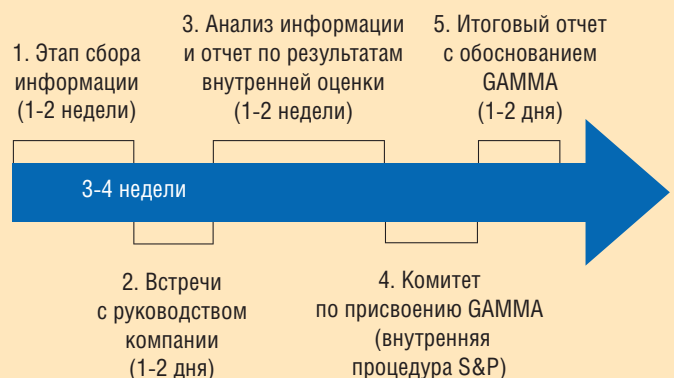 1. Этап сбора
информации
(1-2 недели)
3. Анализ информации
и отчет по результатам
внутренней оценки
(1-2 недели)
5. Итоговый отчет
с обоснованием
GAMMA
(1-2 дня)
3-4 недели
2. Встречи
с руководством
компании
(1-2 дня)
4. Комитет
по присвоению GAMMA
(внутренняя
процедура S&P)